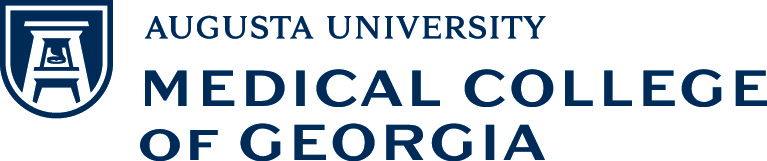 AUGUSTA UNIVERSITY
MEDICAL COLLEGE
OF GEORGIA